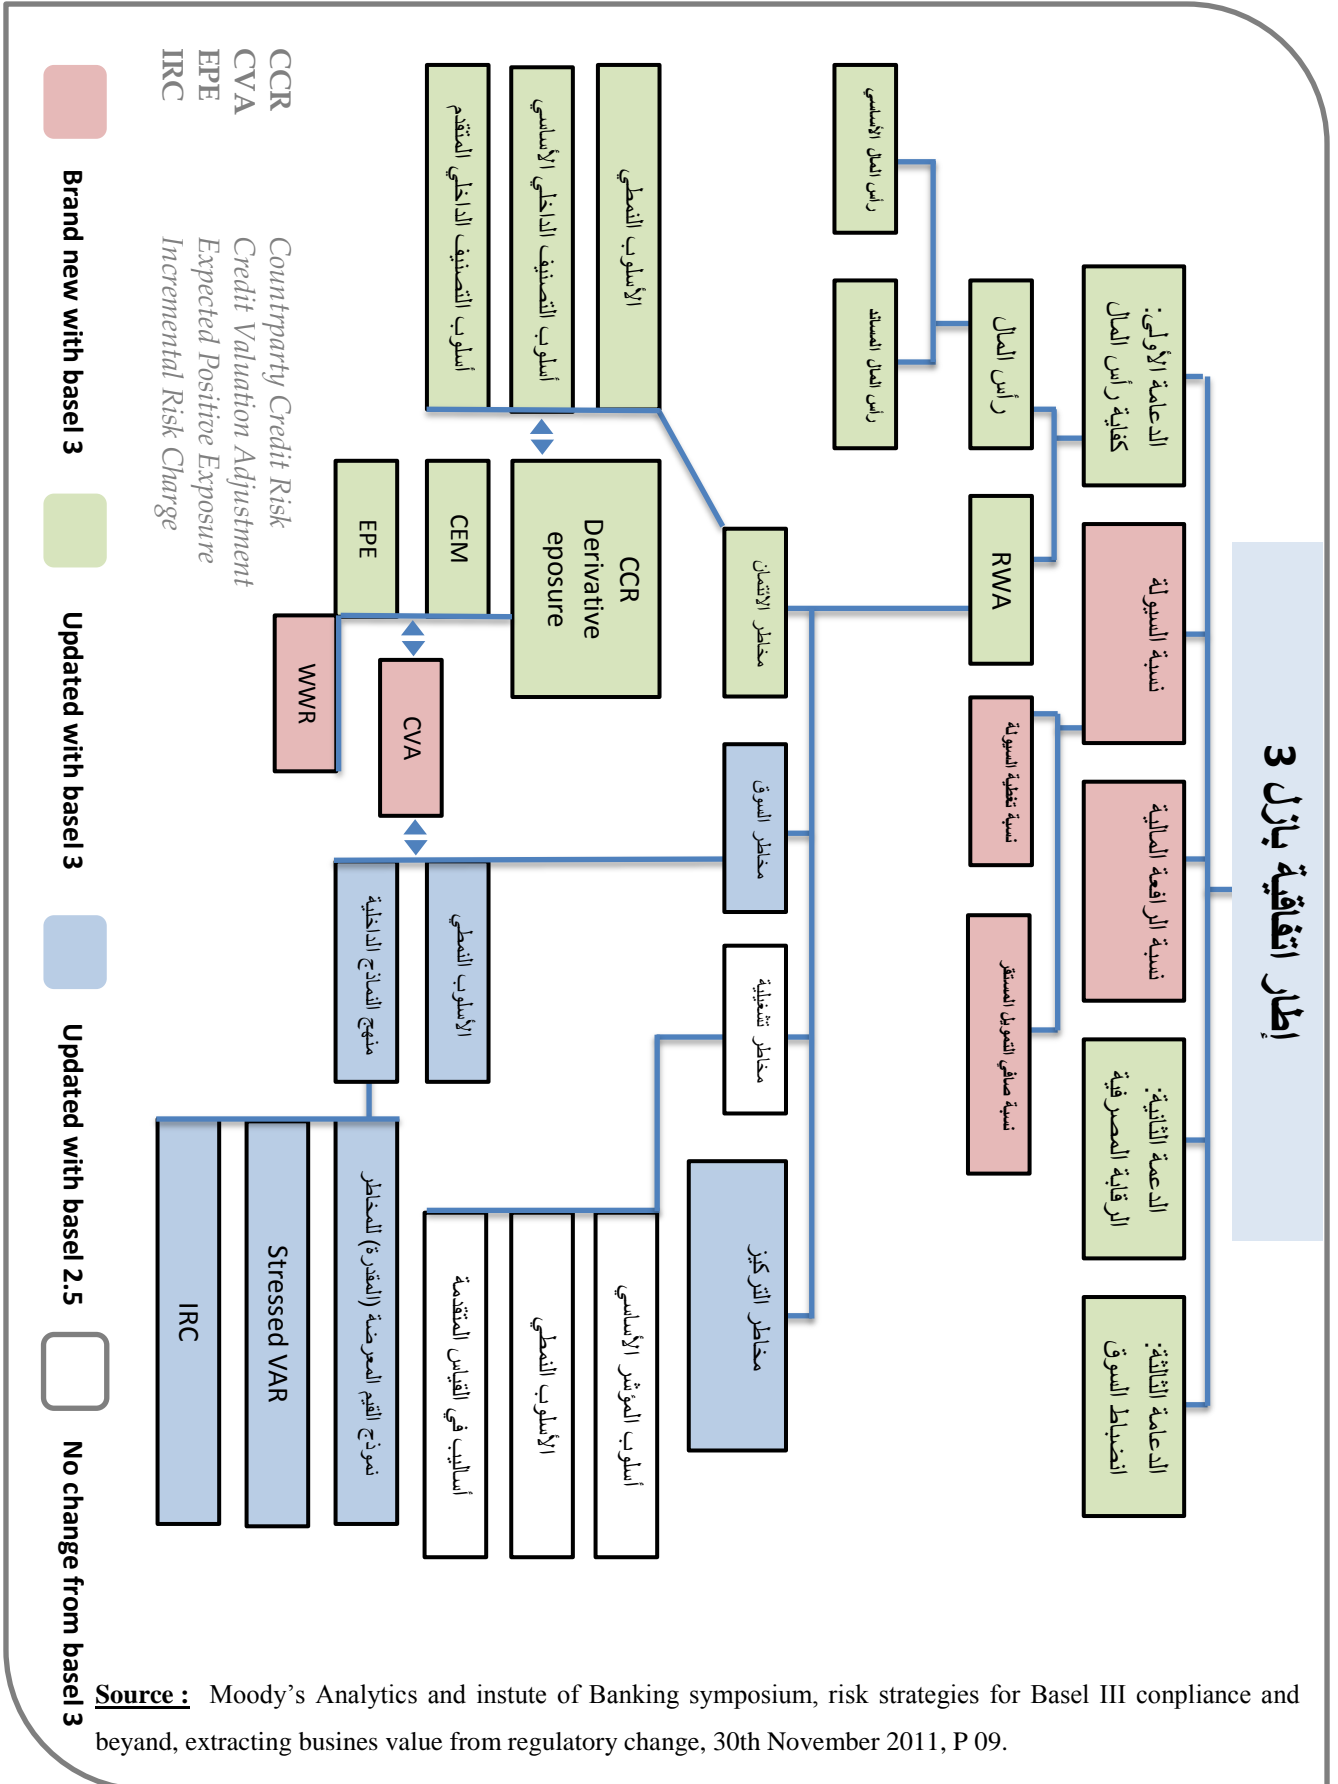 إطار اتفاقية بازل 3
الدعامة الأولى:
كفاية رأس المال
نسبة السيولة
نسبة الرافعة المالية
الدعمة الثانية:
الرقابة المصرفية
الدعامة الثالثة:
انضباط السوق
رأس المال
RWA
نسبة تغطية السيولة
نسبة صافي التمويل المستقر
رأس المال الأساسي
رأس المال المساند
مخاطر الائتمان
مخاطر السوق
مخاطر تشغيلية
مخاطر التركيز
الأسلوب النمطي
أسلوب التصنيف الداخلي الأساسي
أسلوب التصنيف الداخلي المتقدم
CCR
Derivative
eposure
CEM
EPE
WWR
CVA
الأسلوب النمطي
منهج النماذج الداخلية
أسلوب المؤشر الأساسي
الأسلوب النمطي
أساليب في القياس المتقدمة
نموذج القيم المعرضة (المقدرة) للمخاطر
Stressed VAR
IRC
CCR Countrparty Credit Risk
CVA Credit Valuation Adjustment
EPE Expected Positive Exposure
IRC Incremental Risk Charge
Brand new with basel 3
Updated with basel 3
Updated with basel 2.5
No change from basel 3
Source : Moody’s Analytics and instute of Banking symposium, risk strategies for Basel III conpliance and
beyand, extracting busines value from regulatory change, 30th November 2011, P 09.